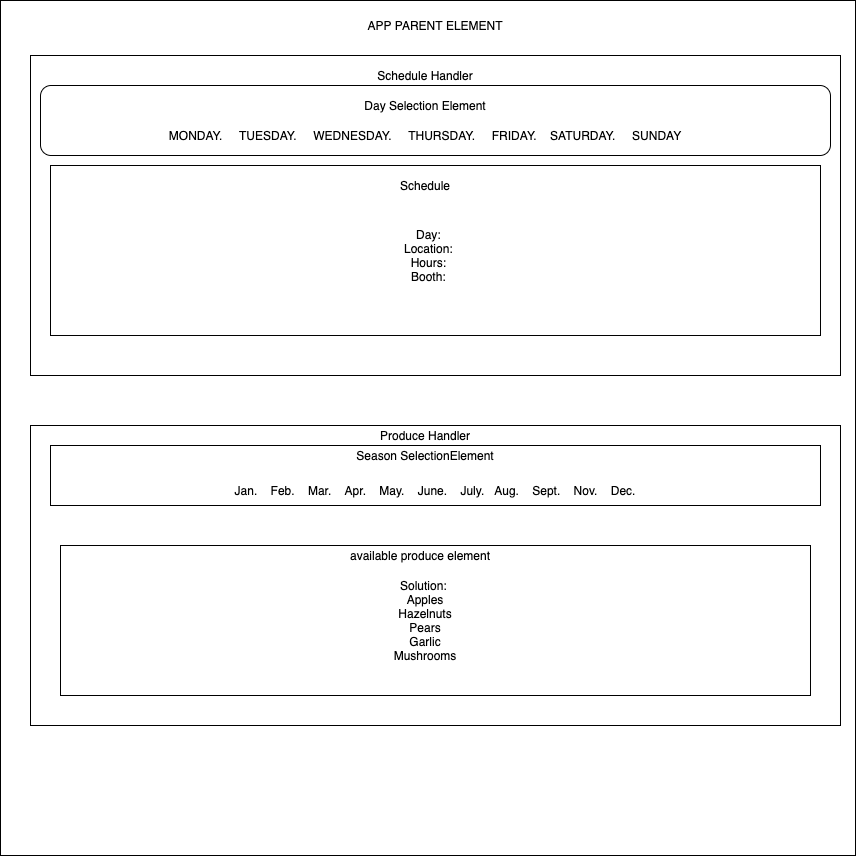 APP PARENT ELEMENT
Schedule Handler
Day Selection Element
MONDAY. TUESDAY. WEDNESDAY. THURSDAY. FRIDAY. SATURDAY. SUNDAY
Schedule
Day:
Location:
Hours:
Booth:
Produce Handler
Season SelectionElement
Jan. Feb. Mar. Apr. May. June. July. Aug. Sept. Nov. Dec.
available produce element
Solution:
Apples
Hazelnuts
Pears
Garlic
Mushrooms